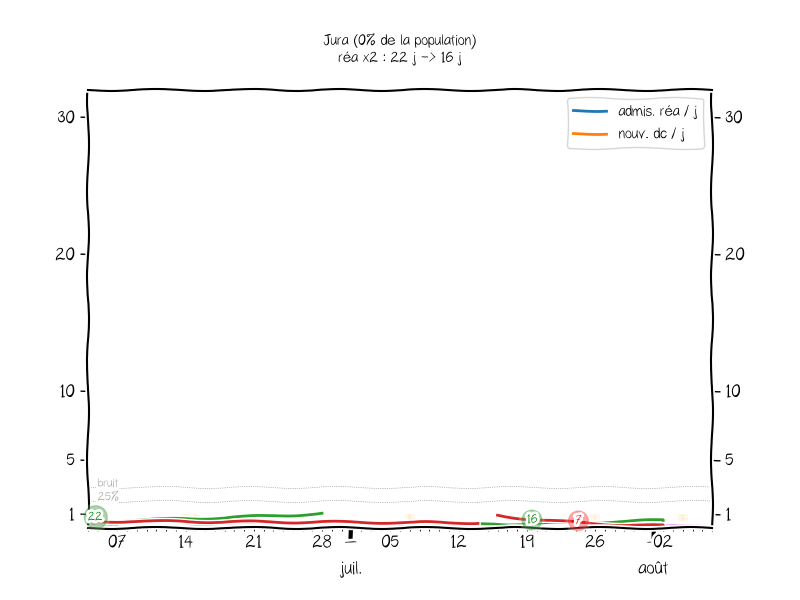 Jura (0% de la population)
réa x2 : 22 j -> 16 j
admis. réa / j
nouv. dc / j
30
30
20
20
10
10
5
5
bruit
25%
1
1
22
16
7
07 14 21 28 05 12 19 26 02
juil. août